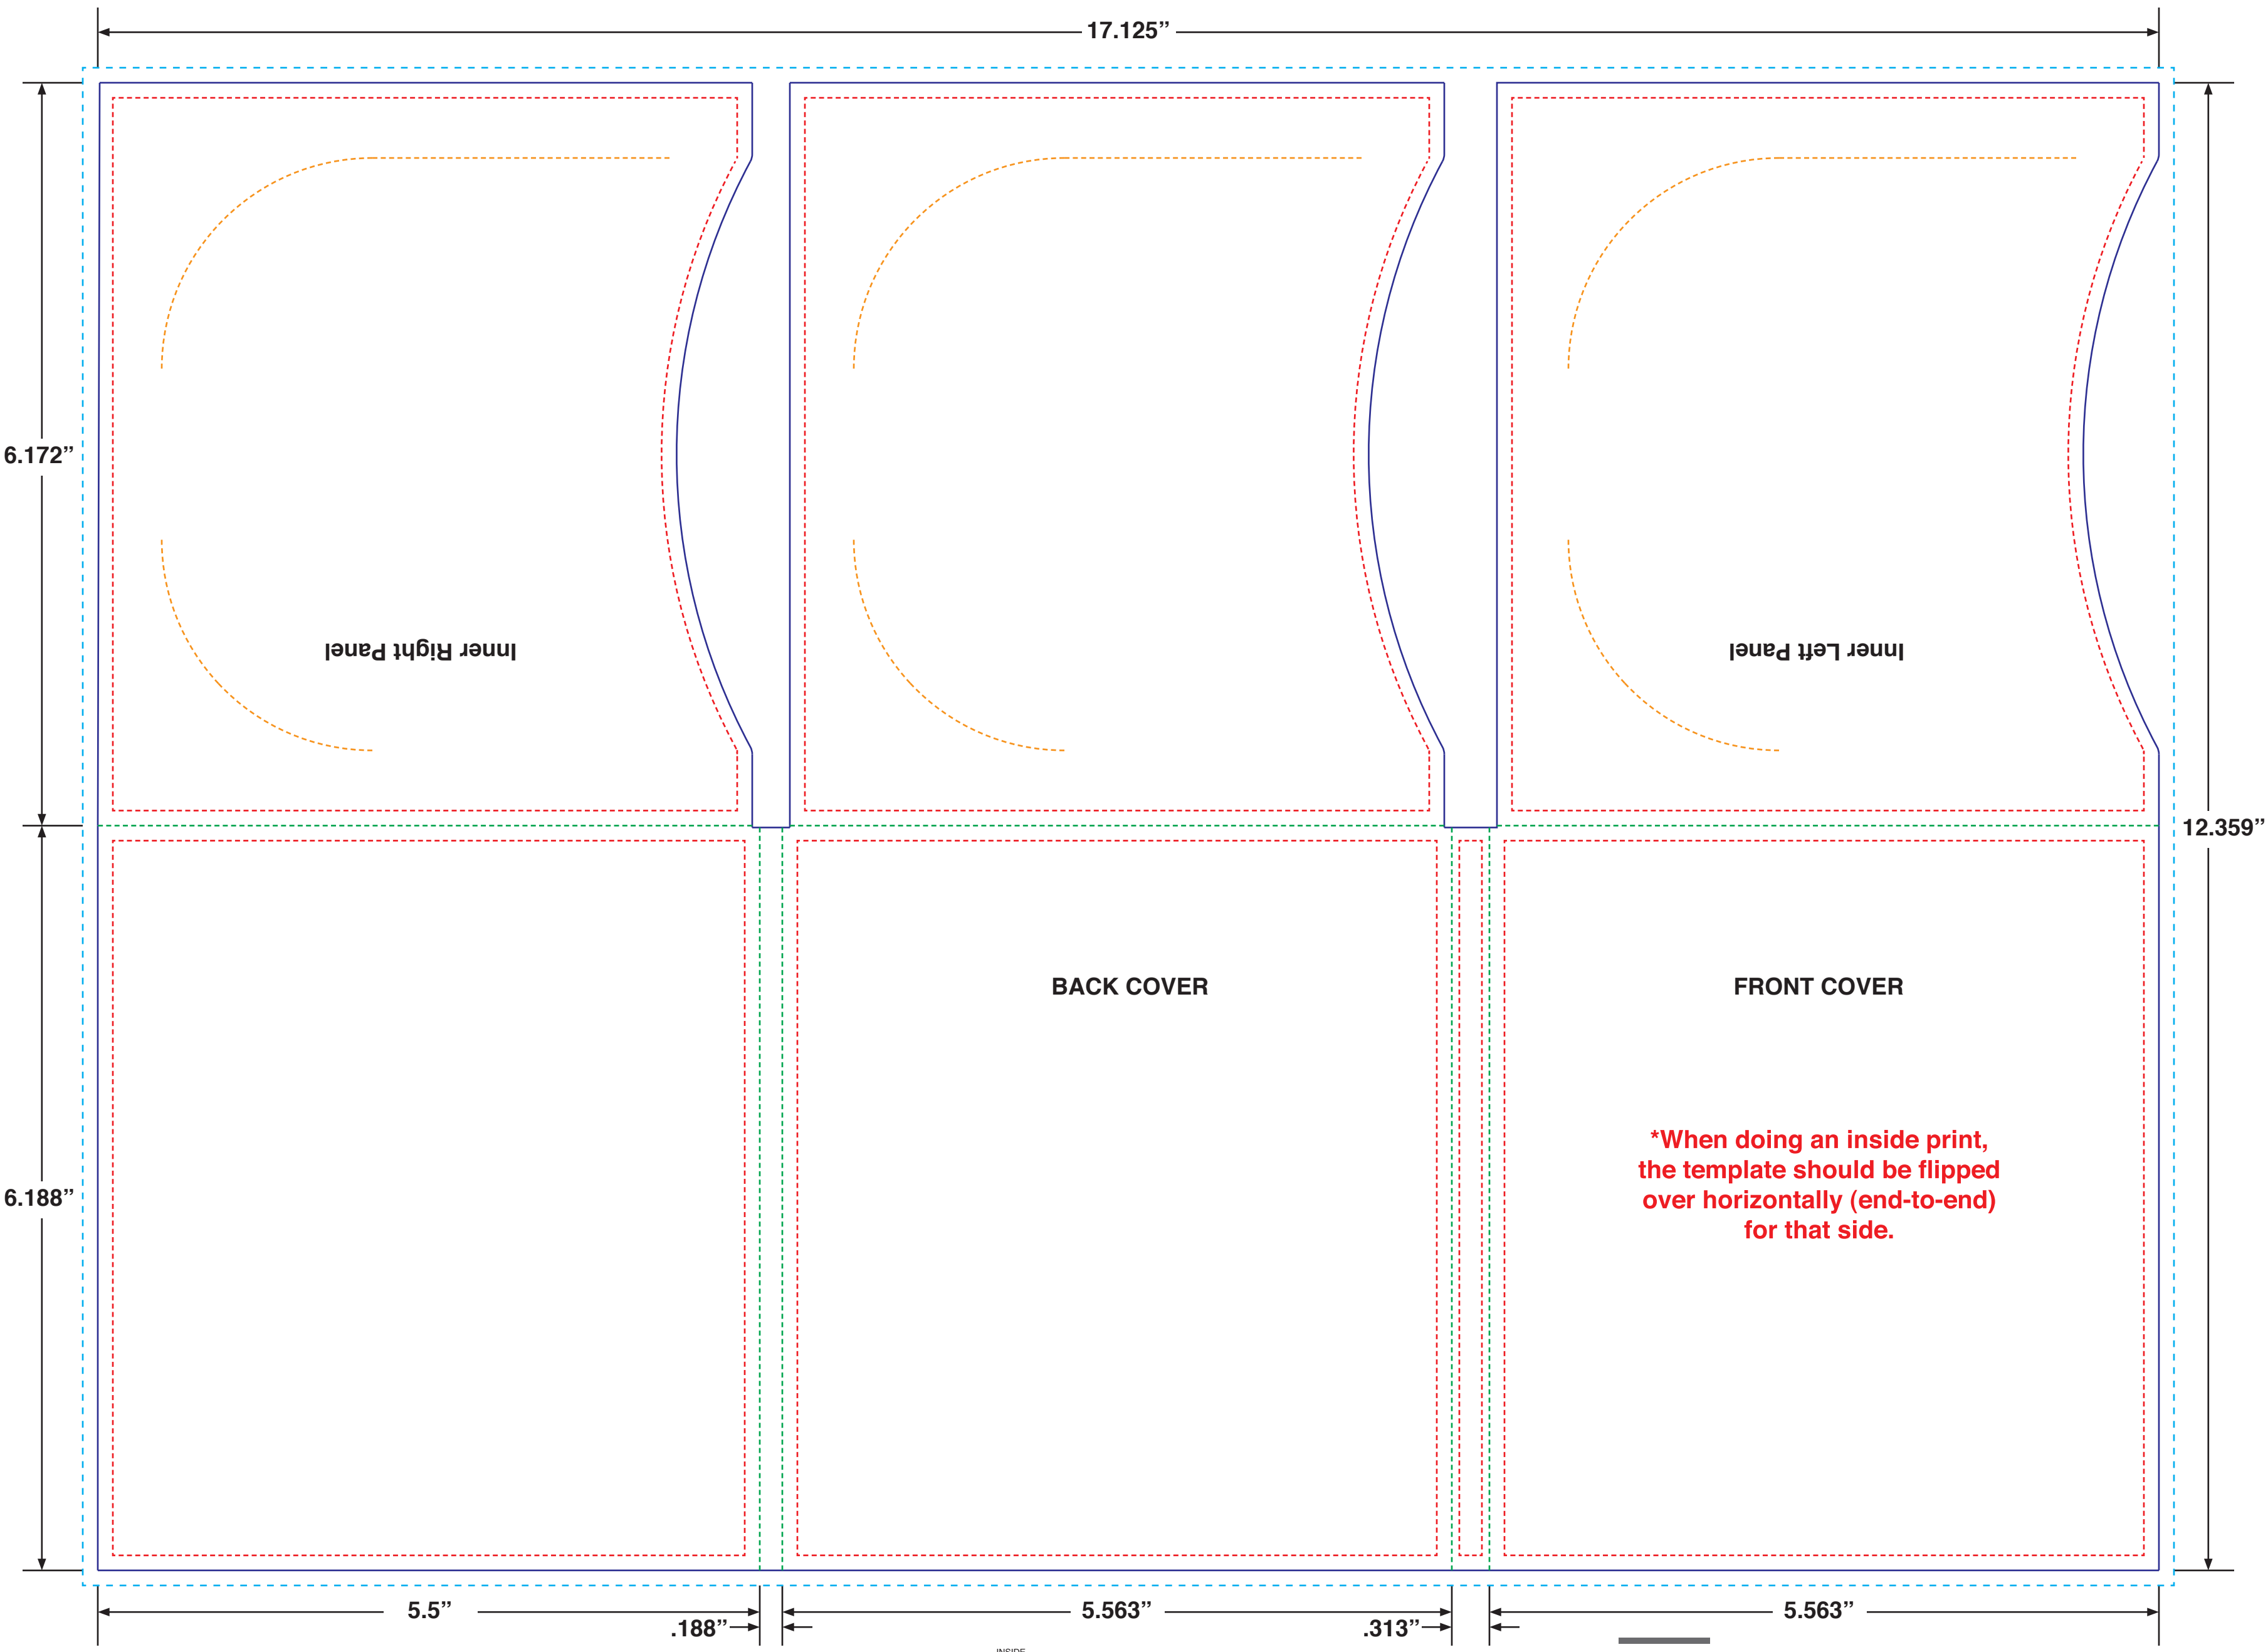 17.125”
6.172”
Inner Right Panel
Inner Left Panel
12.359”
BACK COVER
FRONT COVER
*When doing an inside print,
the template should be flipped
over horizontally (end-to-end)
for that side.
6.188”
5.5”
.188”
5.563”
.313”
5.563”
INSIDE